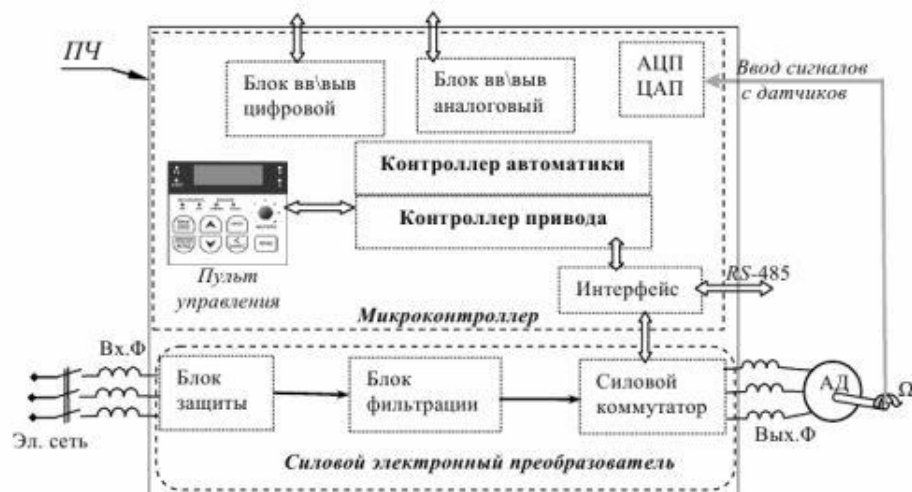 ПЧ
Блок вв\выв
цифровой
Блок вв\выв
аналоговый
АЦП
ЦАП
Ввод сигналов
с датчиков
Контроллер автоматики
Контроллер привода
Пульт
управления
Интерфейс
RS-485
Микроконтроллер
Вх.Ф
Блок
защиты
Блок
фильтрации
Силовой
коммутатор
АД
Ω
Эл. сеть
Вых.Ф
Силовой электронный преобразователь